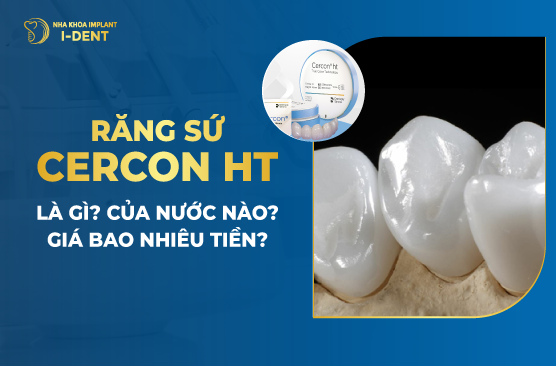 NHA KHOA IMPLANT
I-DENT
Cercon® ht
Cercon®
RĂNG SỨ
CERCON HT
LÀ GÌ? CỦA NƯỚC NÀO?
GIÁ BAO NHIÊU TIỀN?